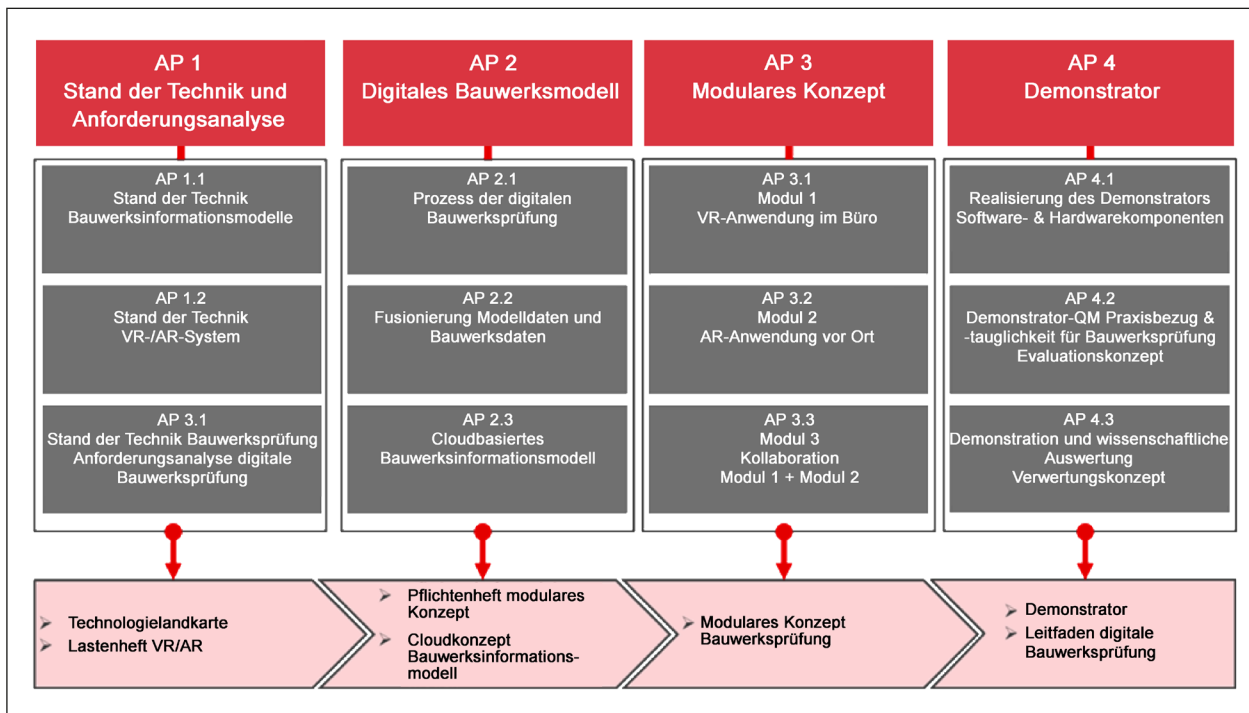 AP 1
Stand der Technik und
Anforderungsanalyse
AP 1.1
Stand der Technik
Bauwerksinformationsmodelle
AP 1.2
Stand der Technik
VR-/AR-System
AP 3.1
Stand der Technik Bauwerksprüfung
Anforderungsanalyse digitale
Bauwerksprüfung
Technologielandkarte
Lastenheft VR/AR
AP 2
Digitales Bauwerksmodell
AP 2.1
Prozess der digitalen
Bauwerksprüfung
AP 2.2
Fusionierung Modelldaten und
Bauwerksdaten
AP 2.3
Cloudbasiertes
Bauwerksinformationsmodell
Pflichtenheft modulares
Konzept
Cloudkonzept
Bauwerksinformations-
modell
AP 3
Modulares Konzept
AP 3.1
Modul 1
VR-Anwendung im Büro
AP 3.2
Modul 2
AR-Anwendung vor Ort
AP 3.3
Modul 3
Kollaboration
Modul 1 + Modul 2
Modulares Konzept
Bauwerksprüfung
AP 4
Demonstrator
AP 4.1
Realisierung des Demonstrators
Software- & Hardwarekomponenten
AP 4.2
Demonstrator-QM Praxisbezug &
-tauglichkeit für Bauwerksprüfung
Evaluationskonzept
AP 4.3
Demonstration und wissenschaftliche
Auswertung
Verwertungskonzept
Demonstrator
Leitfaden digitale
Bauwerksprüfung